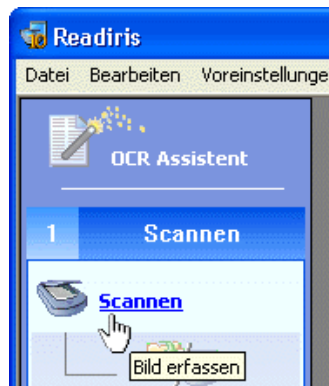 Readiris
Datei Bearbeiten Voreinstellunge
OCR Assistent
1 Scannen
Scannen
Bild erfassen